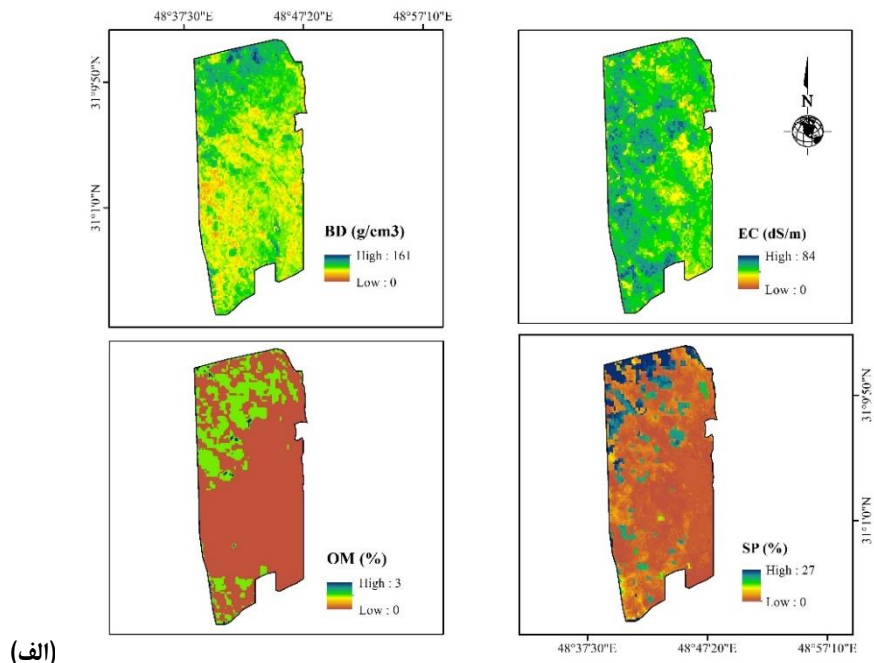 48°37'30"E 48°47'20"E 48°57'10"E
31°9'50"N
31°1'0"N
BD (g/cm3)
High : 161
Low : 0
N
EC (dS/m)
High : 84
Low : 0
OM (%)
High : 3
Low : 0
31°9'50"N
31°1'0"N
SP (%)
High : 27
Low : 0
48°37'30"E 48°47'20"E 48°57'10"E
(الف)